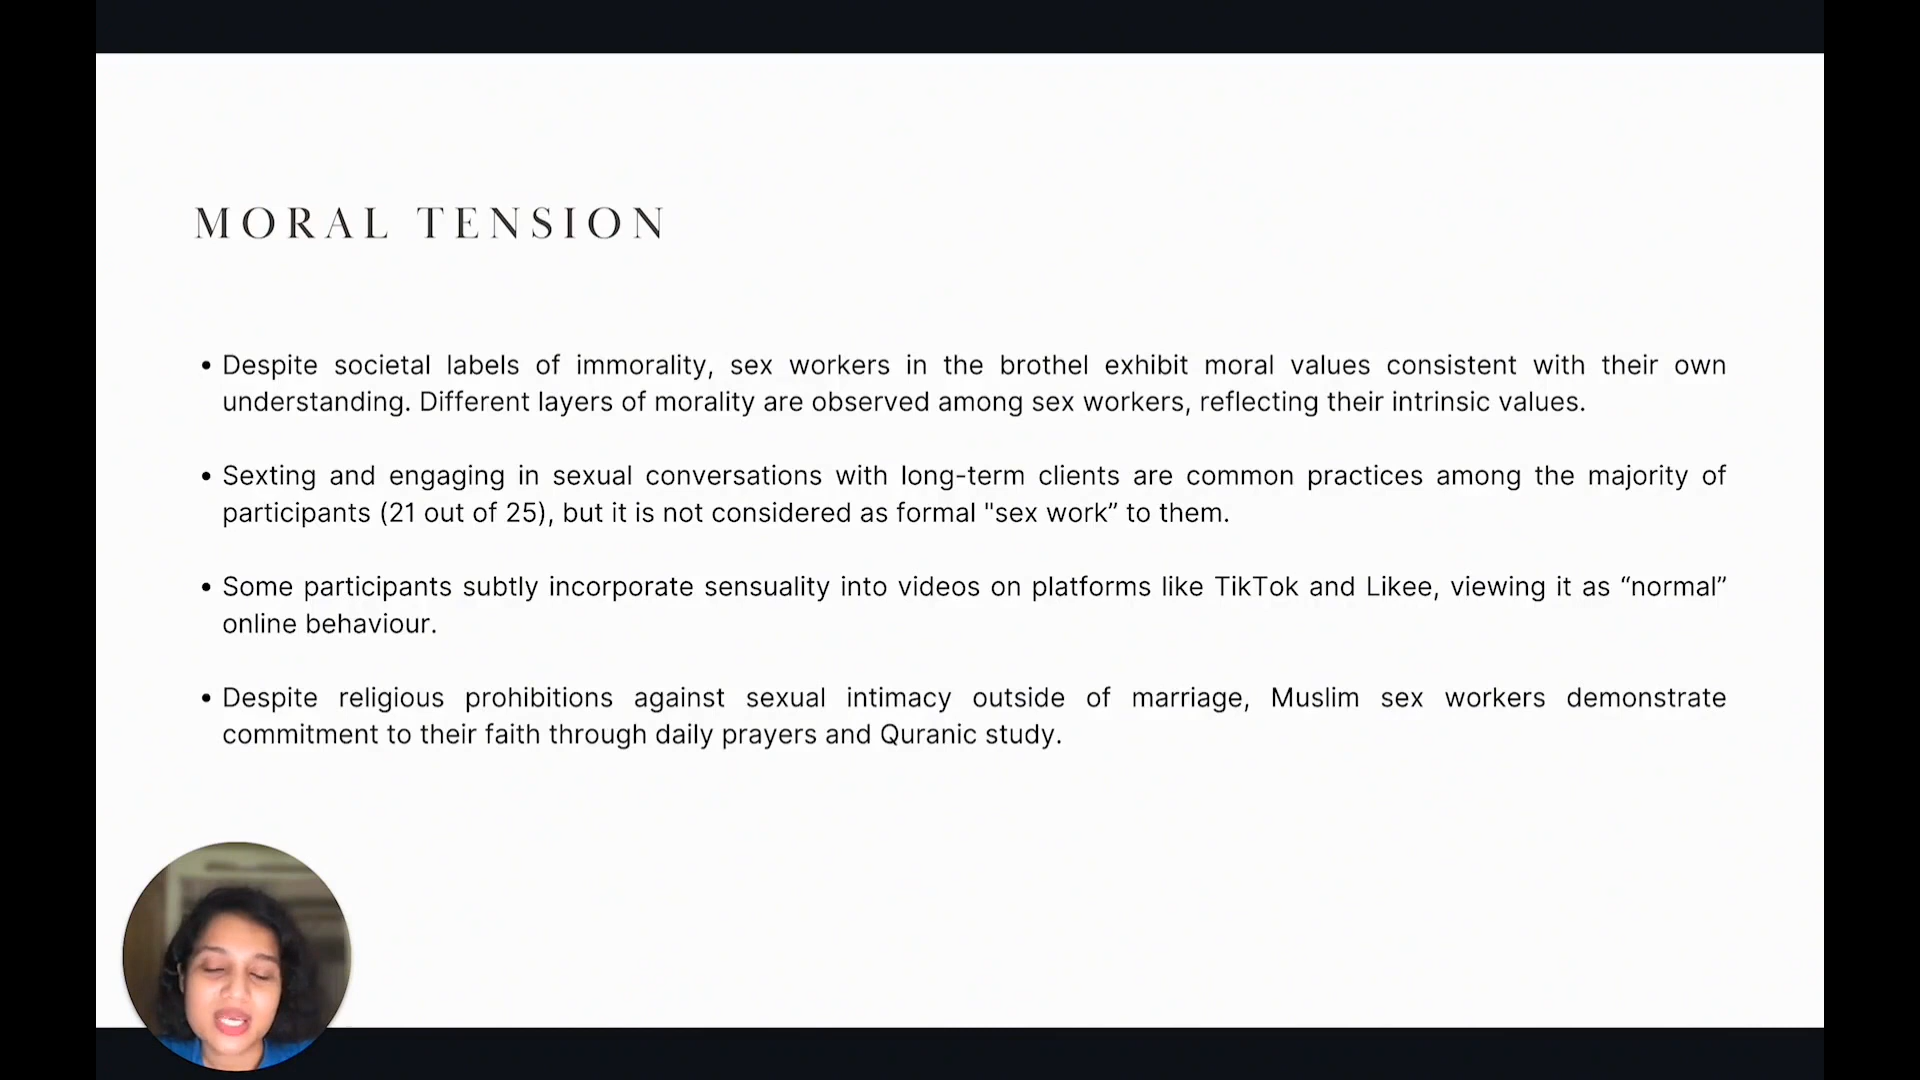 MORAL TENSION
• Despite societal labels of immorality, sex workers in the brothel exhibit moral values consistent with their own
understanding. Different layers of morality are observed among sex workers, reflecting their intrinsic values.
• Sexting and engaging in sexual conversations with long-term clients are common practices among the majority of
participants (21 out of 25), but it is not considered as formal "sex work” to them.
• Some participants subtly incorporate sensuality into videos on platforms like TikTok and Likee, viewing it as “normal”
online behaviour.
• Despite religious prohibitions against sexual intimacy outside of marriage, Muslim sex workers demonstrate
commitment to their faith through daily prayers and Quranic study.